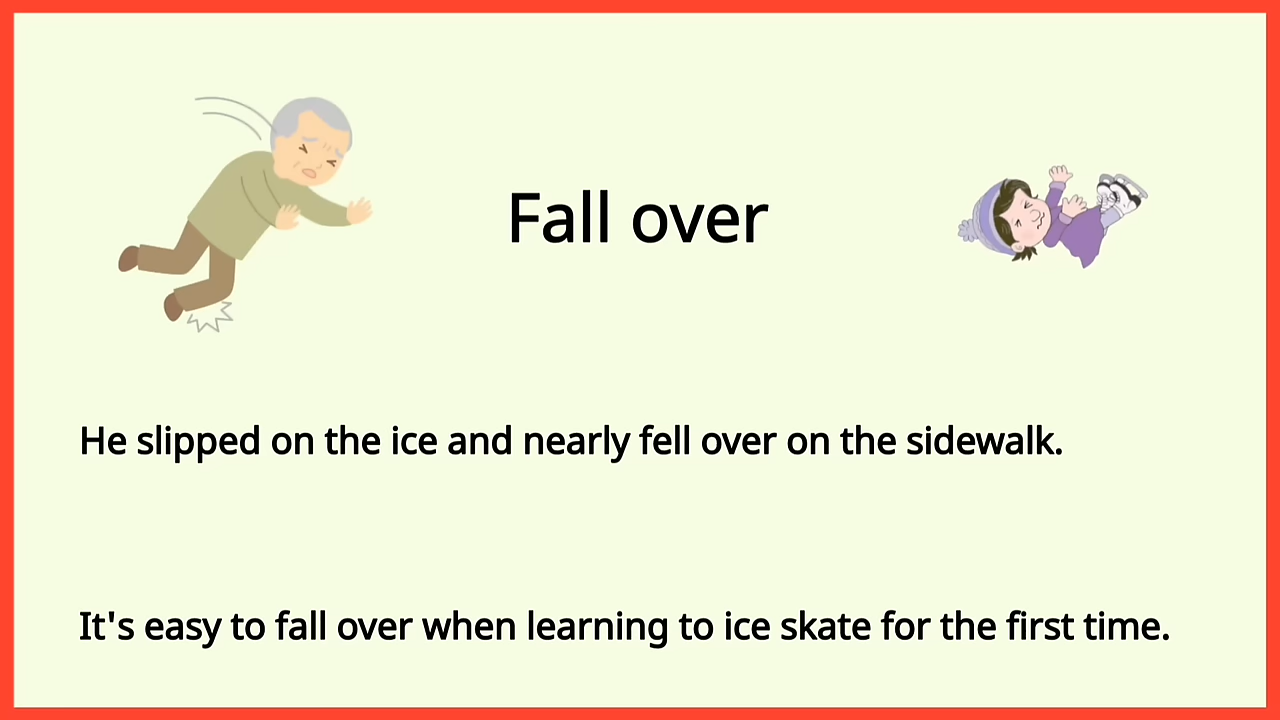 Fall over
He slipped on the ice and nearly fell over on the sidewalk.
It's easy to fall over when learning to ice skate for the first time.